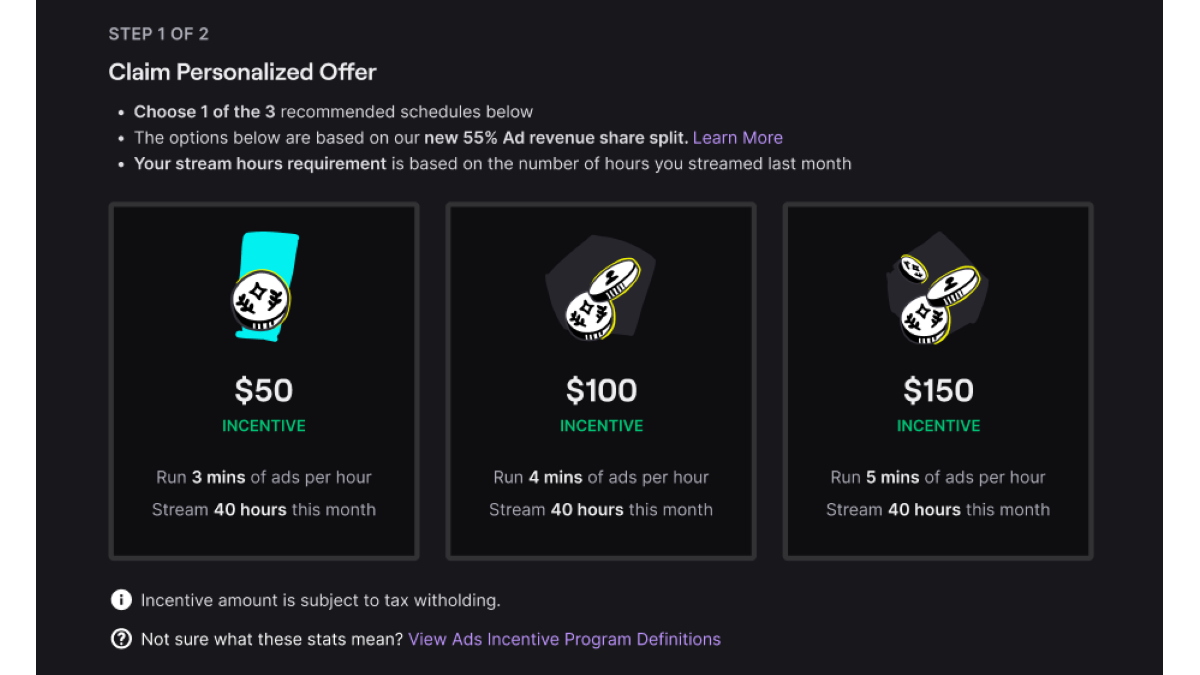 STEP 1 OF 2
Claim Personalized Offer
• Choose 1 of the 3 recommended schedules below
• The options below are based on our new 55% Ad revenue share split. Learn More
• Your stream hours requirement is based on the number of hours you streamed last month
$50
INCENTIVE
Run 3 mins of ads per hour
Stream 40 hours this month
$100
INCENTIVE
Run 4 mins of ads per hour
Stream 40 hours this month
$150
INCENTIVE
Run 5 mins of ads per hour
Stream 40 hours this month
Incentive amount is subject to tax witholding.
Not sure what these stats mean? View Ads Incentive Program Definitions